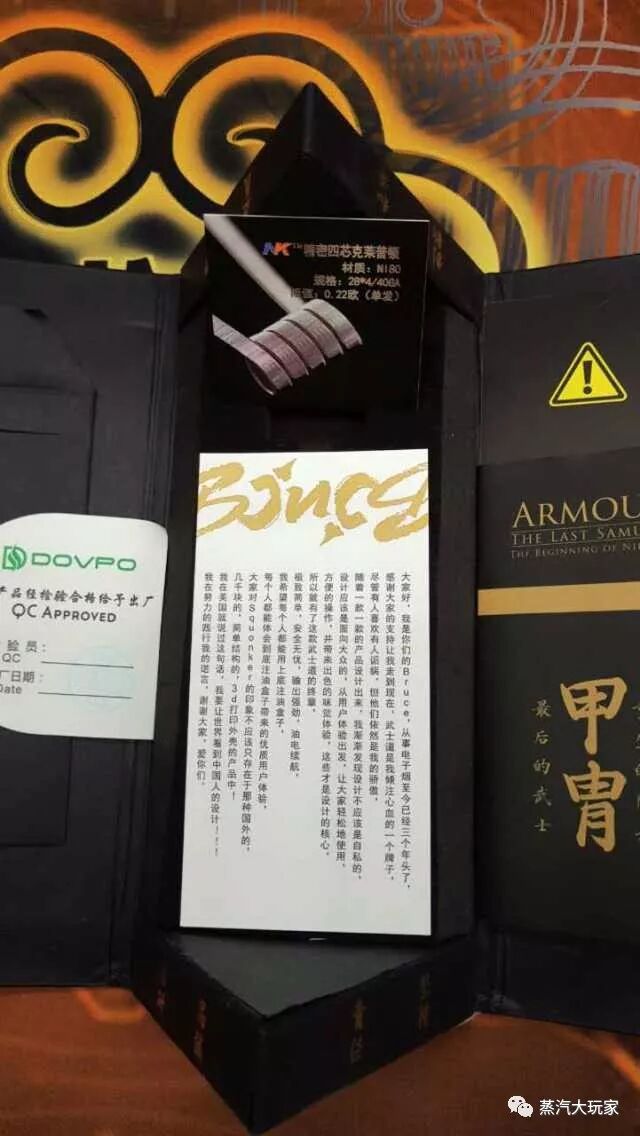 NK™精密四芯克莱普顿
材质：NI80
规格：28*4/40GA
阻值：0.22欧（单发）
DOVPO
产品经检验合格给予出厂
QC APPROVED
验员：
QC
厂日期：
Date
大家好，我是你们的Bruce，从事电子烟至今已经三个年头了，
感谢大家的支持让我走到现在，武士道是我倾注心血的一个牌子，
尽管有人喜欢有人诟病，但他们依然是我的骄傲，
随着一款一款的产品设计出来，我渐渐发现设计不应该是自私的，
设计应该是面向大众的，从用户体验出发，让大家轻松地使用，
方便的操作，并带来出色的味觉体验，这些才是设计的核心，
所以就有了这款武士道的终章，
极致简单，安全无忧，输出强劲，油电续航，
我希望每个人都能用上底注油盒子，
每个人都能体会到底注油盒子带来的优质用户体验，
大家对Squonker的印象不应该只存在于那种国外的，
几千块的，简单结构的，3d打印外壳的产品中！
我在美国就说过这句话，我要让世界看到中国人的设计！！！
我在努力的践行我的诺言，谢谢大家，爱你们。
ARMOU
THE LAST SAMU
THE BEGINNING OF NI
甲胄
最后的武士
蒸汽大玩家